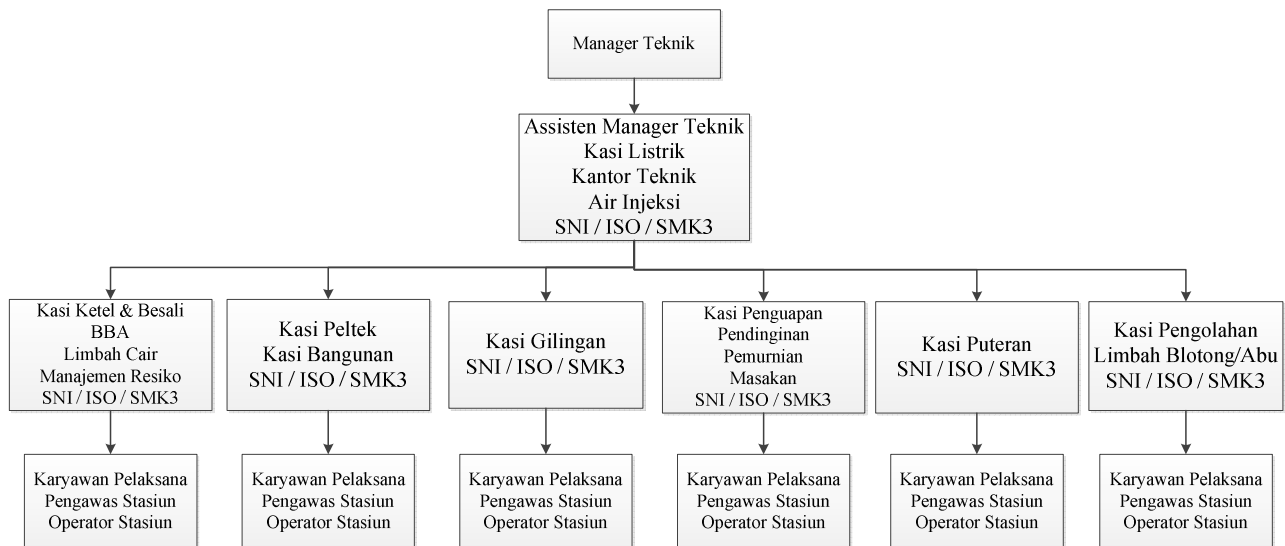 Manager Teknik
Assisten Manager Teknik
Kasi Listrik
Kantor Teknik
Air Injeksi
SNI / ISO / SMK3
Kasi Ketel & Besali
BBA
Limbah Cair
Manajemen Resiko
SNI / ISO / SMK3
Kasi Peltek
Kasi Bangunan
SNI / ISO / SMK3
Kasi Gilingan
SNI / ISO / SMK3
Kasi Penguapan
Pendinginan
Pemurnian
Masakan
SNI / ISO / SMK3
Kasi Puteran
SNI / ISO / SMK3
Kasi Pengolahan
Limbah Blotong/Abu
SNI / ISO / SMK3
Karyawan Pelaksana
Pengawas Stasiun
Operator Stasiun
Karyawan Pelaksana
Pengawas Stasiun
Operator Stasiun
Karyawan Pelaksana
Pengawas Stasiun
Operator Stasiun
Karyawan Pelaksana
Pengawas Stasiun
Operator Stasiun
Karyawan Pelaksana
Pengawas Stasiun
Operator Stasiun
Karyawan Pelaksana
Pengawas Stasiun
Operator Stasiun